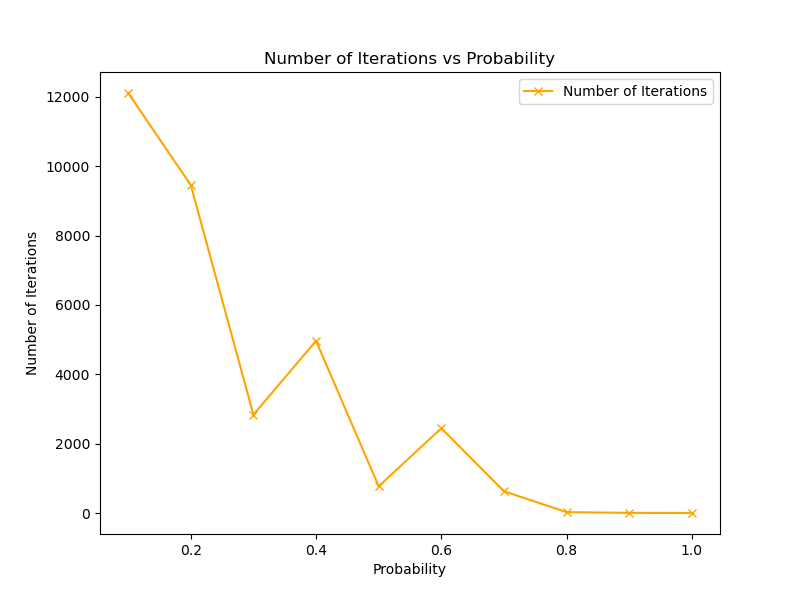 Number of Iterations vs Probability
Number of Iterations
12000
10000
8000
6000
4000
2000
0
Number of Iterations
0.2 0.4 0.6 0.8 1.0
Probability